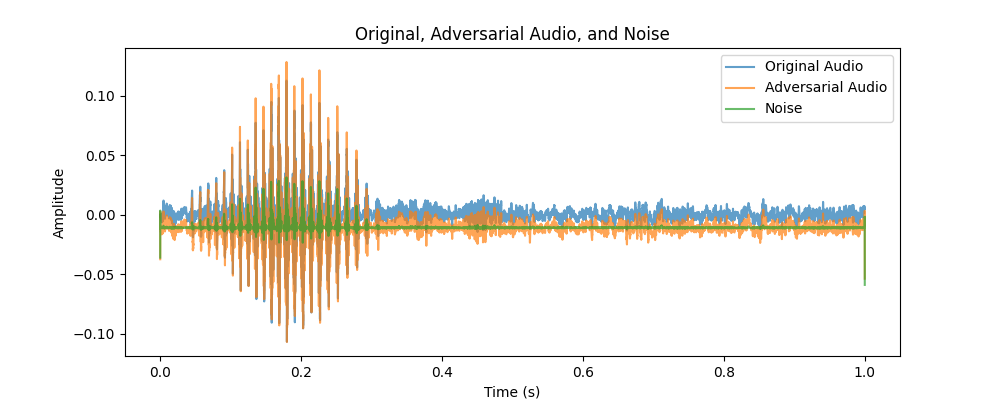 Original, Adversarial Audio, and Noise
Original Audio
Adversarial Audio
Noise
Amplitude
0.10
0.05
0.00
−0.05
−0.10
0.0
0.2
0.4
0.6
0.8
1.0
Time (s)